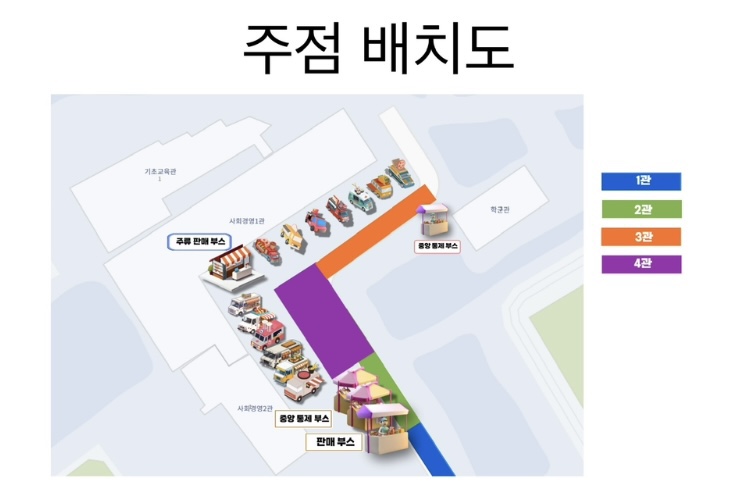 주점 배치도
기초교육관
사회경영1관
학군관
주류 판매 부스
중앙 통제 부스
사회경영2관
중앙 통제 부스
판매 부스
1관
2관
3관
4관